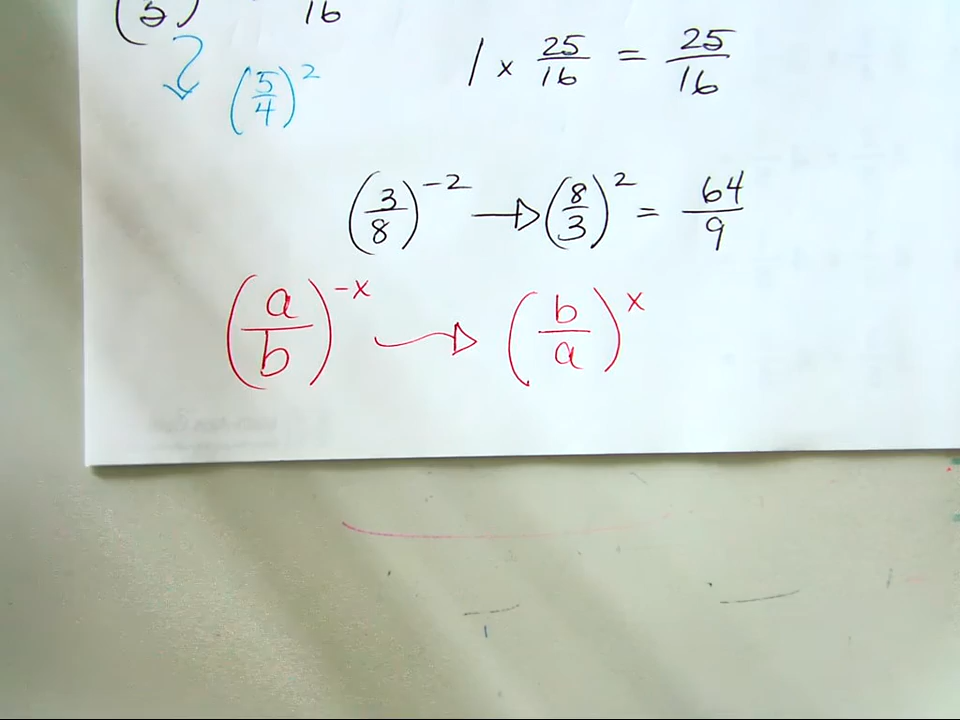 16
(5/4)^2
1 × 25/16 = 25/16
(3/8)^-2 → (8/3)^2 = 64/9
(a/b)^-x → (b/a)^x